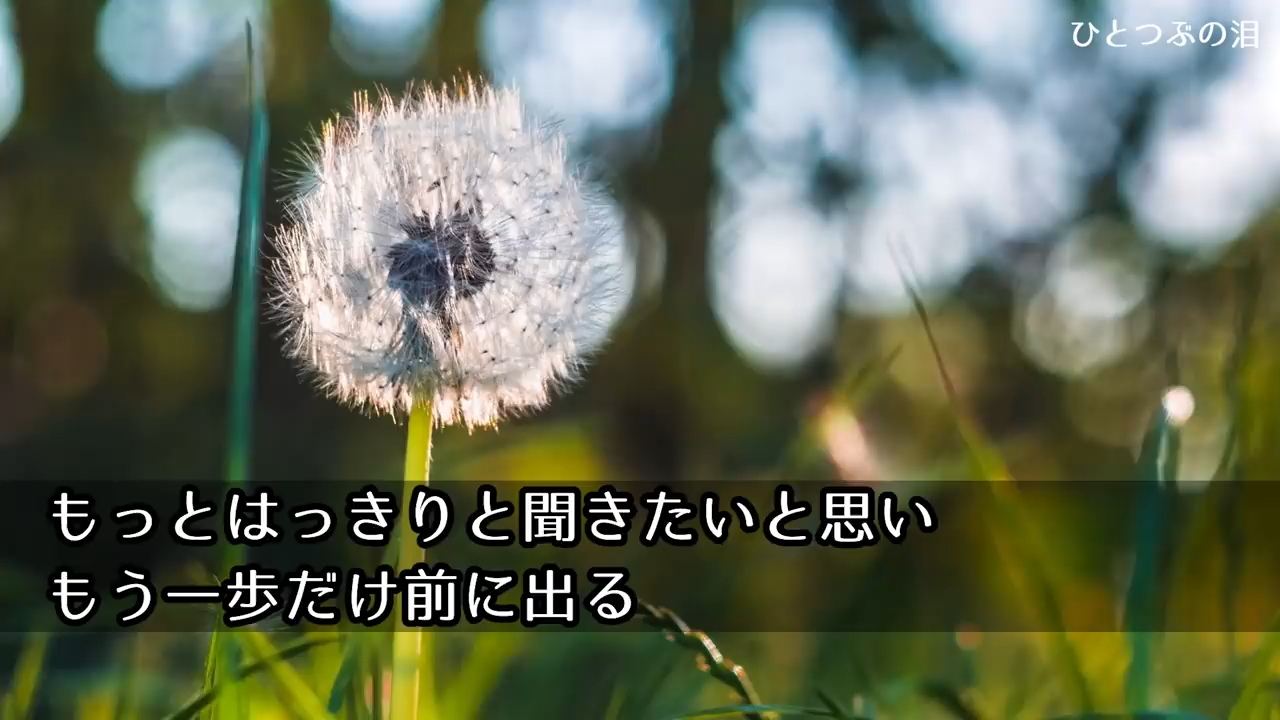 ひとつぶの泪
もっとはっきりと聞きたいと思い
もう一歩だけ前に出る